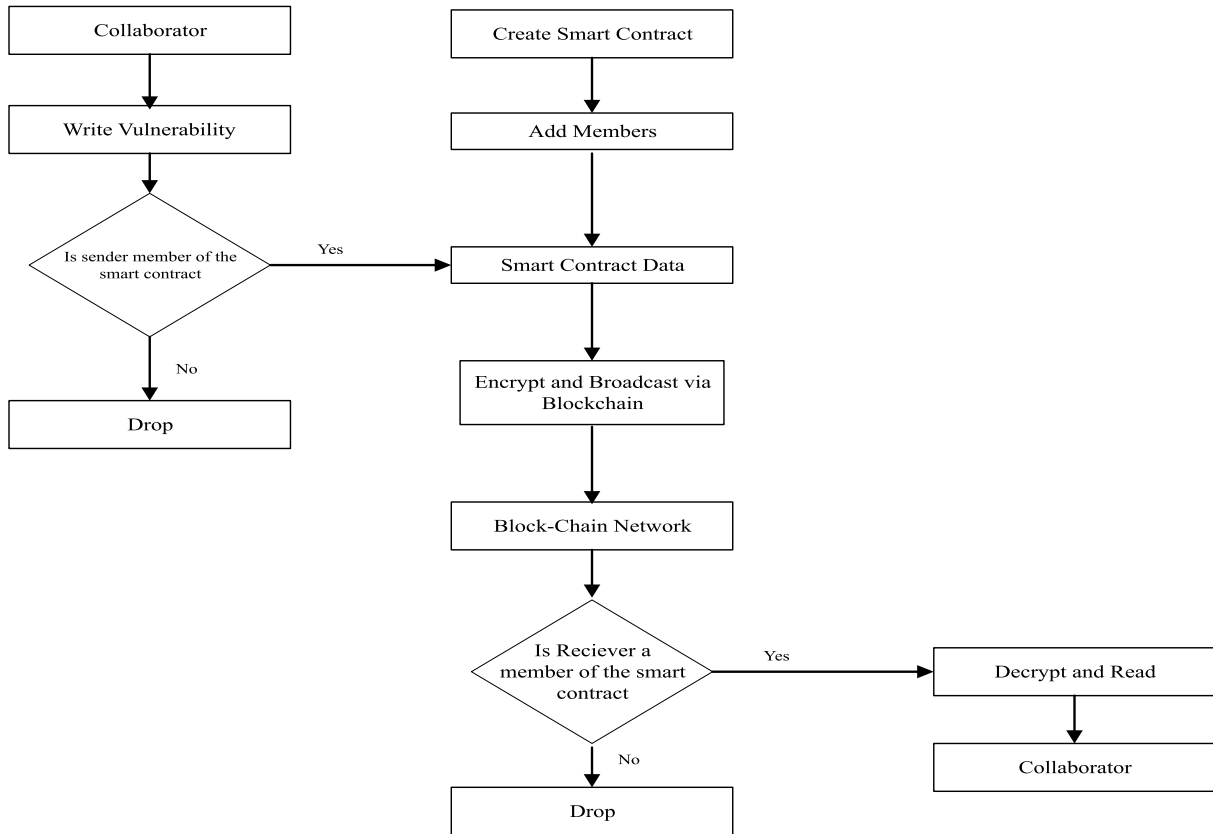 Collaborator
Create Smart Contract
Write Vulnerability
Add Members
Is sender member of the
smart contract
Yes
Smart Contract Data
No
Drop
Encrypt and Broadcast via
Blockchain
Block-Chain Network
Is Reciever a
member of the smart
contract
Yes
Decrypt and Read
No
Collaborator
Drop